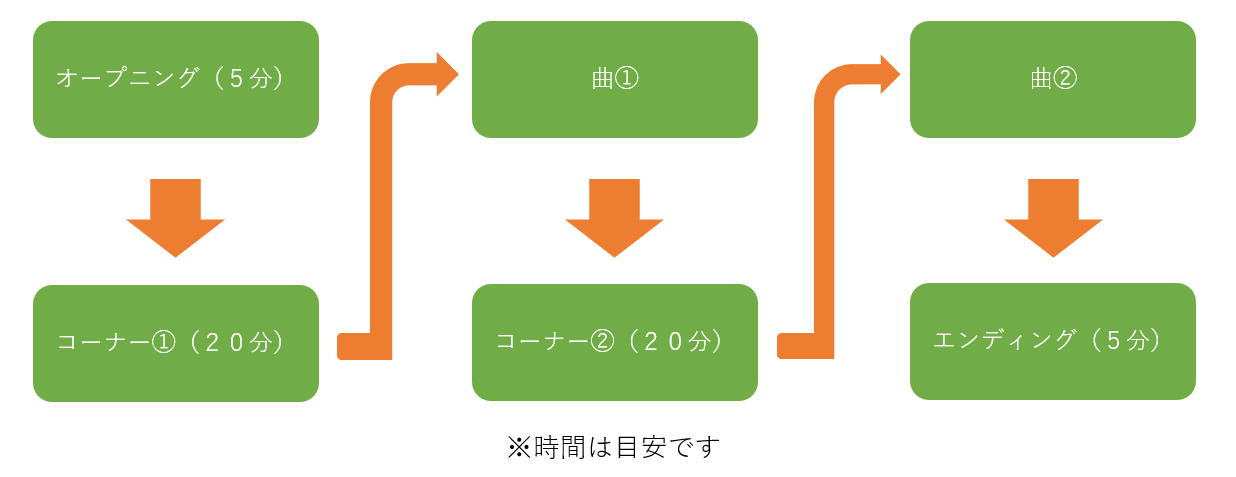 オープニング（５分）
コーナー①（２０分）
曲①
コーナー②（２０分）
曲②
エンディング（５分）
※時間は目安です